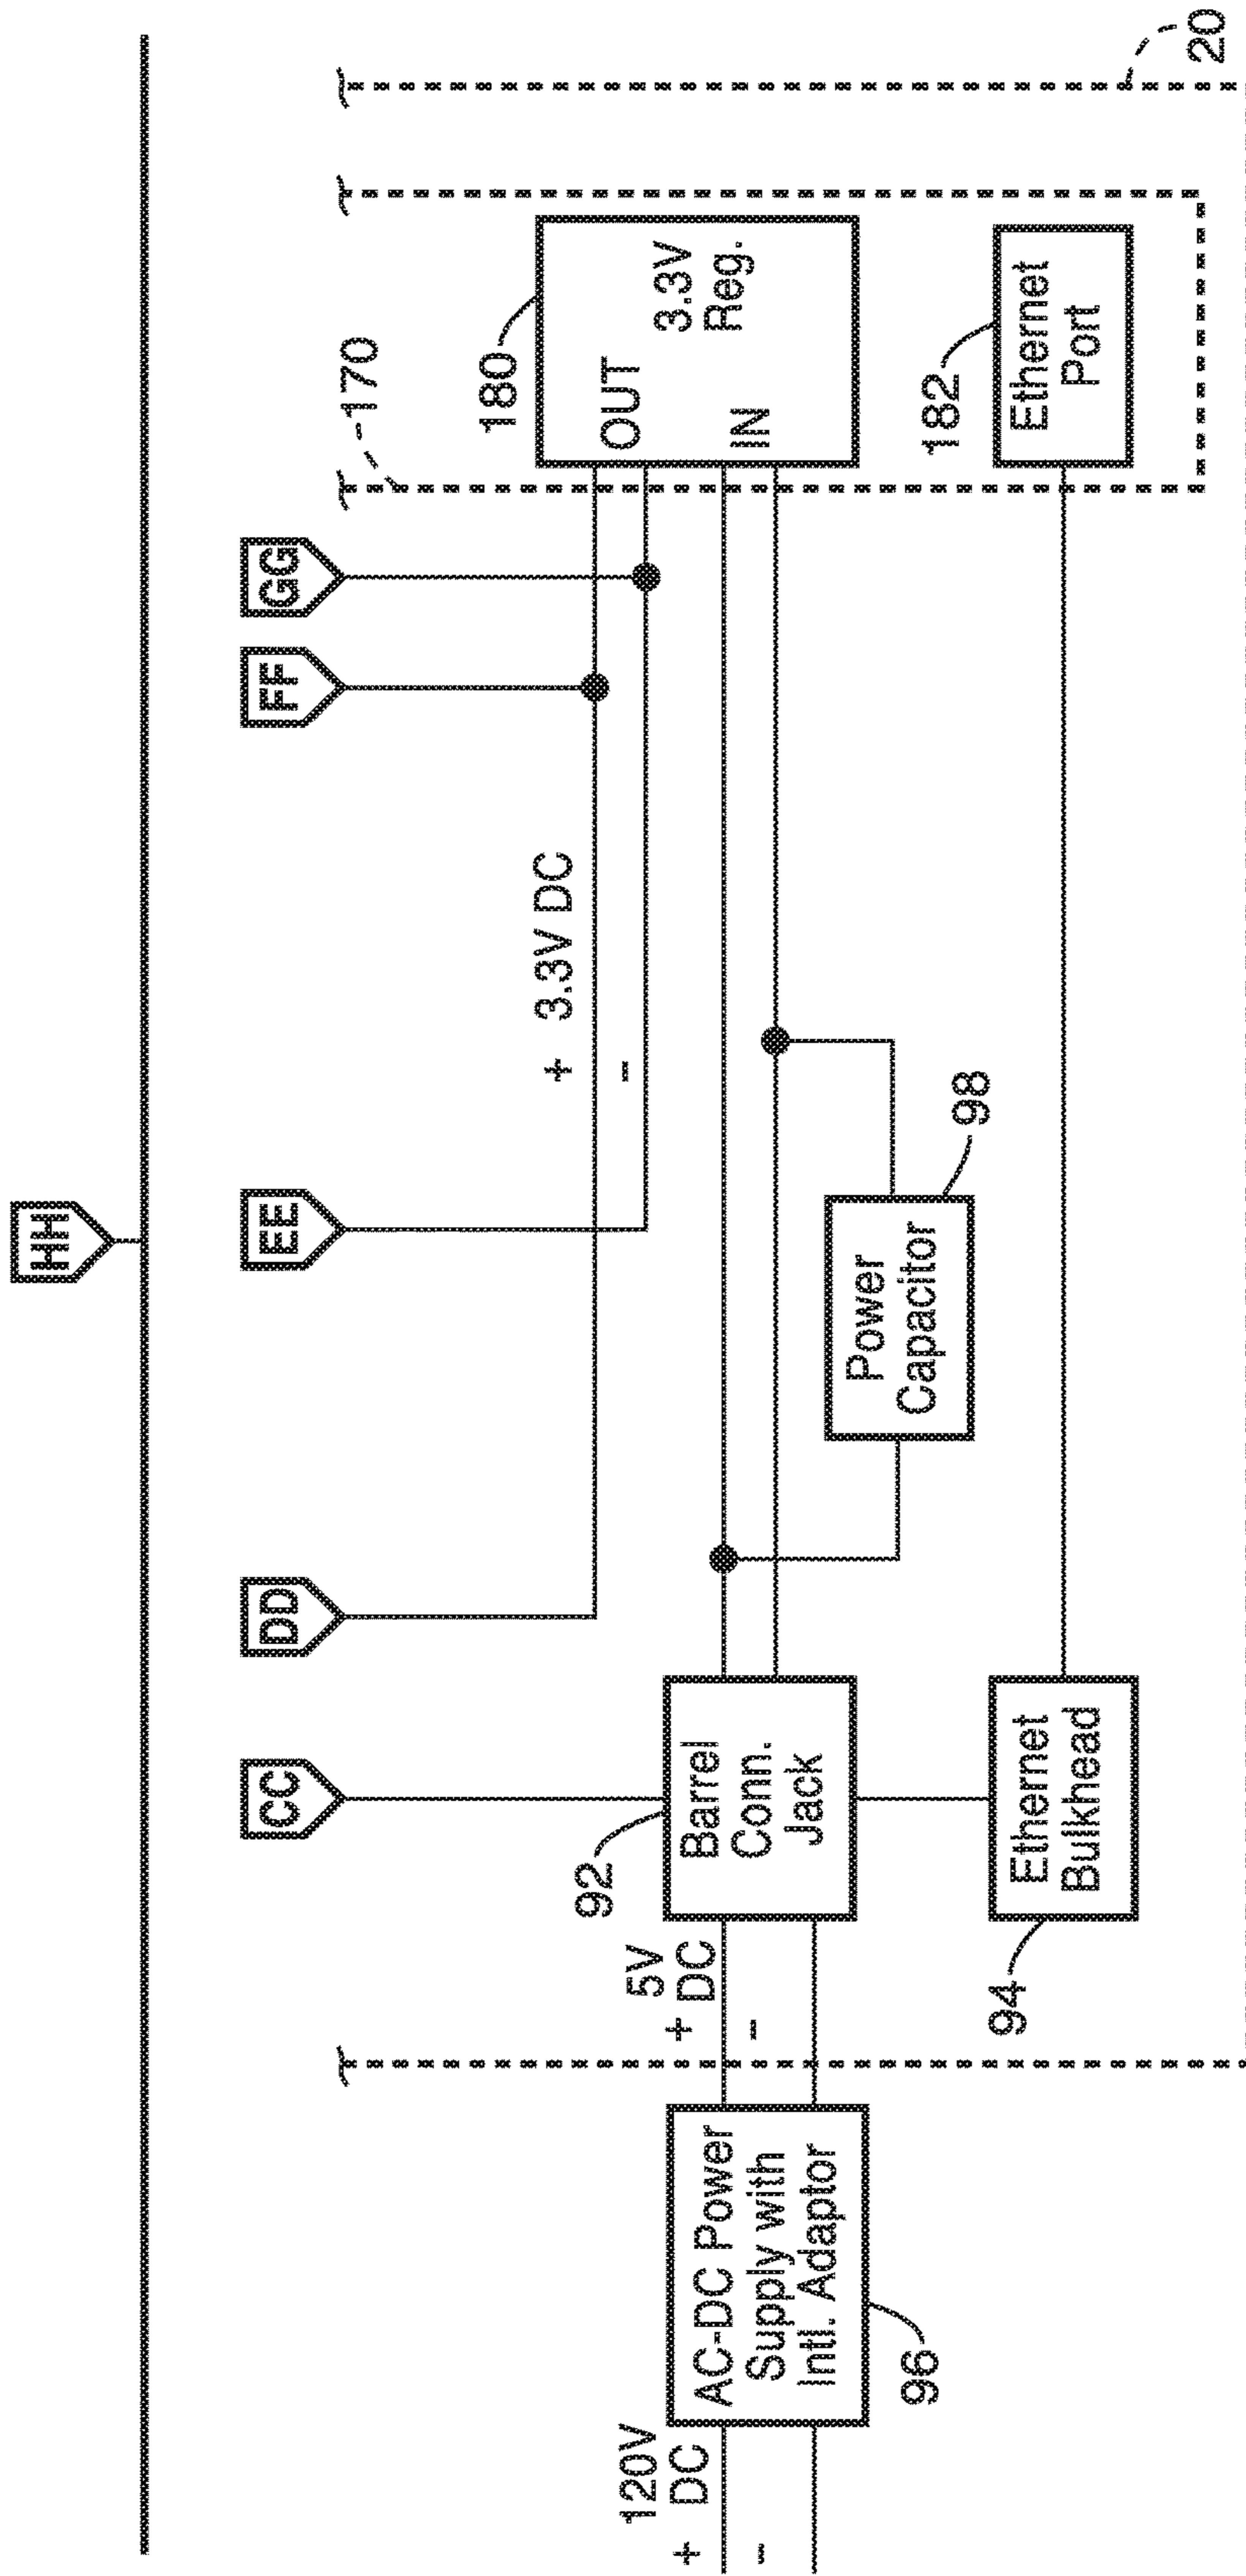 HH
CC
DD
EE
FF
GG
170
20
180
OUT
3.3V
Reg.
IN
+ 3.3V DC
-
92
Barrel
Conn.
Jack
5V
+ DC
-
120V
+ DC
-
AC-DC Power
Supply with
Intl. Adaptor
96
Power
Capacitor
98
94
Ethernet
Bulkhead
182
Ethernet
Port